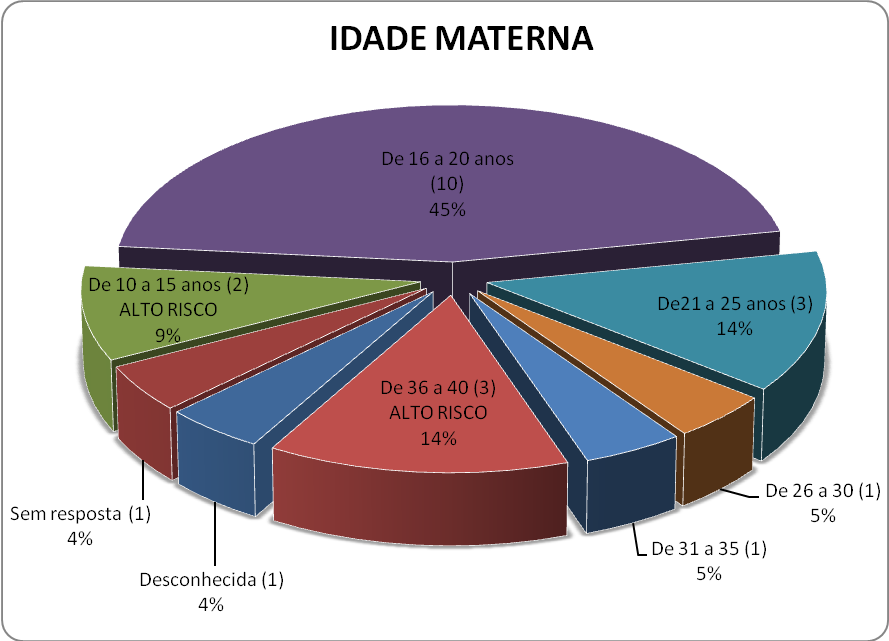 IDADE MATERNA
De 16 a 20 anos
(10)
45%
De21 a 25 anos (3)
14%
De 10 a 15 anos (2)
ALTO RISCO
9%
De 36 a 40 (3)
ALTO RISCO
14%
De 26 a 30 (1)
5%
Sem resposta (1)
4%
De 31 a 35 (1)
5%
Desconhecida (1)
4%